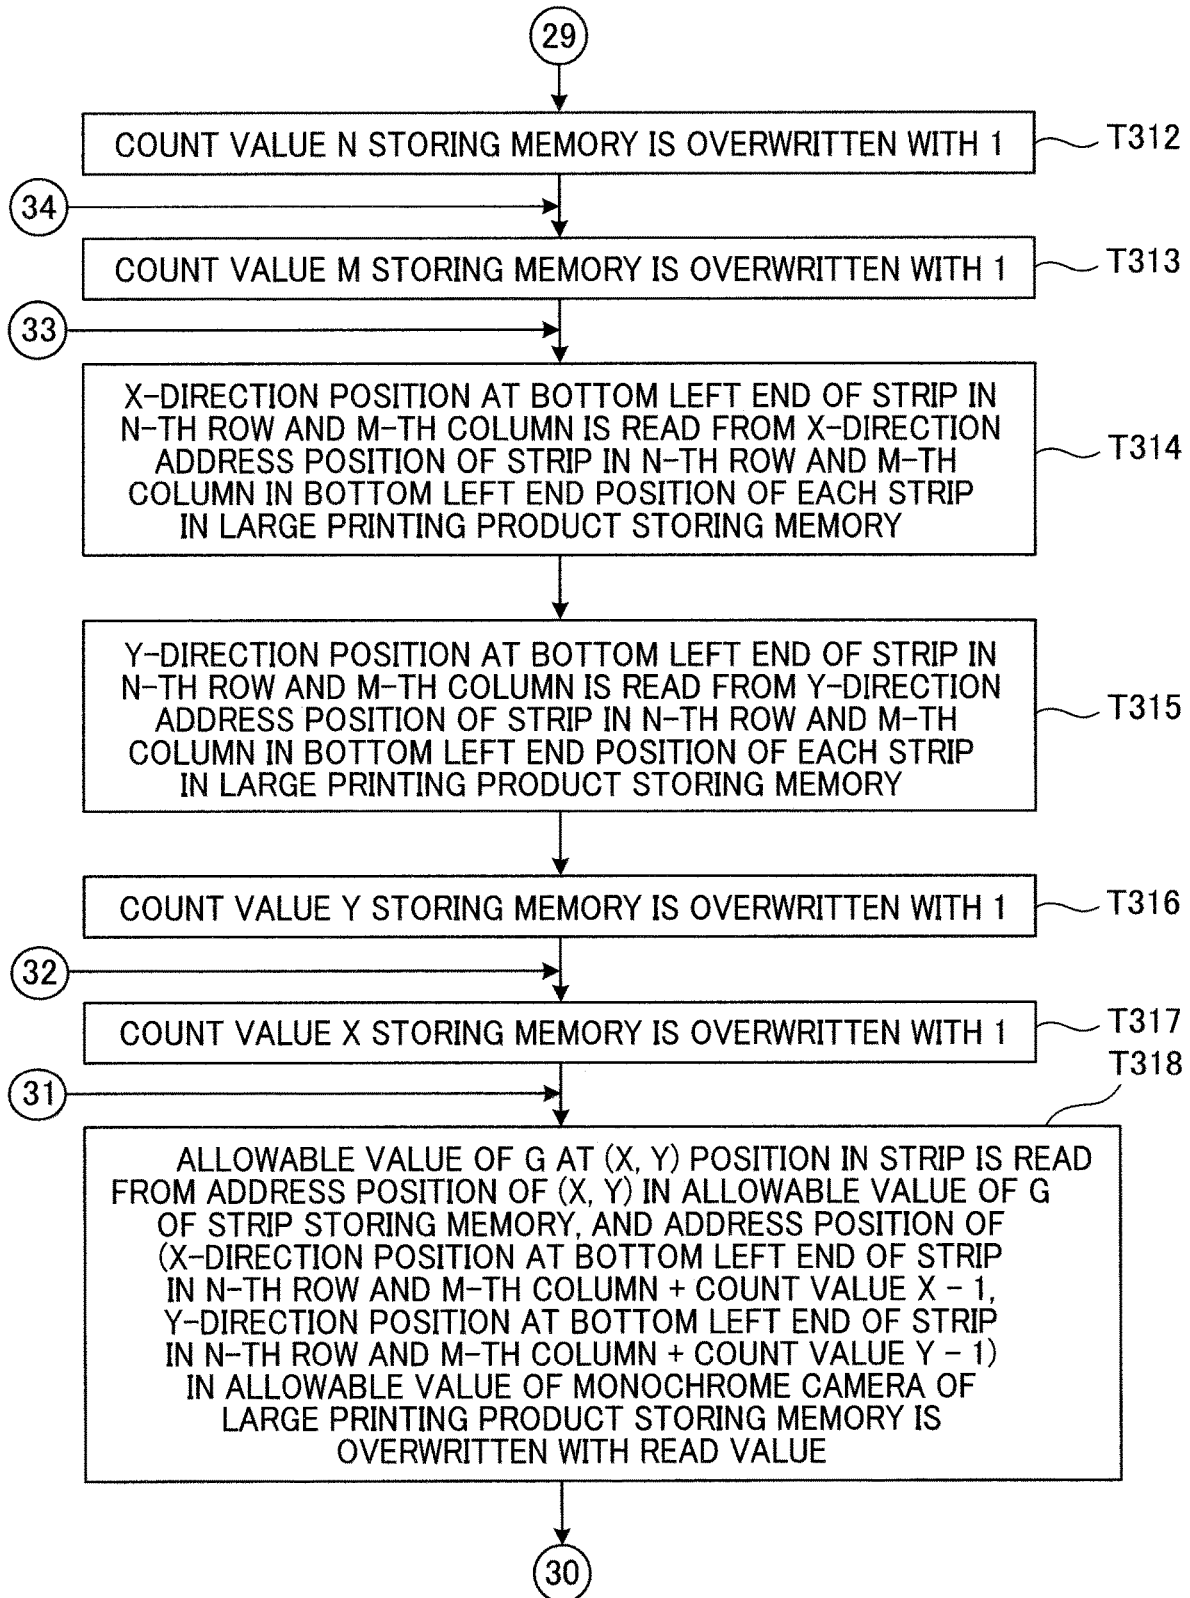 29
COUNT VALUE N STORING MEMORY IS OVERWRITTEN WITH 1
T312
34
COUNT VALUE M STORING MEMORY IS OVERWRITTEN WITH 1
T313
33
X-DIRECTION POSITION AT BOTTOM LEFT END OF STRIP IN
N-TH ROW AND M-TH COLUMN IS READ FROM X-DIRECTION
ADDRESS POSITION OF STRIP IN N-TH ROW AND M-TH
COLUMN IN BOTTOM LEFT END POSITION OF EACH STRIP
IN LARGE PRINTING PRODUCT STORING MEMORY
T314
Y-DIRECTION POSITION AT BOTTOM LEFT END OF STRIP IN
N-TH ROW AND M-TH COLUMN IS READ FROM Y-DIRECTION
ADDRESS POSITION OF STRIP IN N-TH ROW AND M-TH
COLUMN IN BOTTOM LEFT END POSITION OF EACH STRIP
IN LARGE PRINTING PRODUCT STORING MEMORY
T315
COUNT VALUE Y STORING MEMORY IS OVERWRITTEN WITH 1
T316
32
COUNT VALUE X STORING MEMORY IS OVERWRITTEN WITH 1
T317
31
T318
ALLOWABLE VALUE OF G AT (X, Y) POSITION IN STRIP IS READ
FROM ADDRESS POSITION OF (X, Y) IN ALLOWABLE VALUE OF G
OF STRIP STORING MEMORY, AND ADDRESS POSITION OF
(X-DIRECTION POSITION AT BOTTOM LEFT END OF STRIP
IN N-TH ROW AND M-TH COLUMN + COUNT VALUE X - 1,
Y-DIRECTION POSITION AT BOTTOM LEFT END OF STRIP
IN N-TH ROW AND M-TH COLUMN + COUNT VALUE Y - 1)
IN ALLOWABLE VALUE OF MONOCHROME CAMERA OF
LARGE PRINTING PRODUCT STORING MEMORY IS
OVERWRITTEN WITH READ VALUE
30